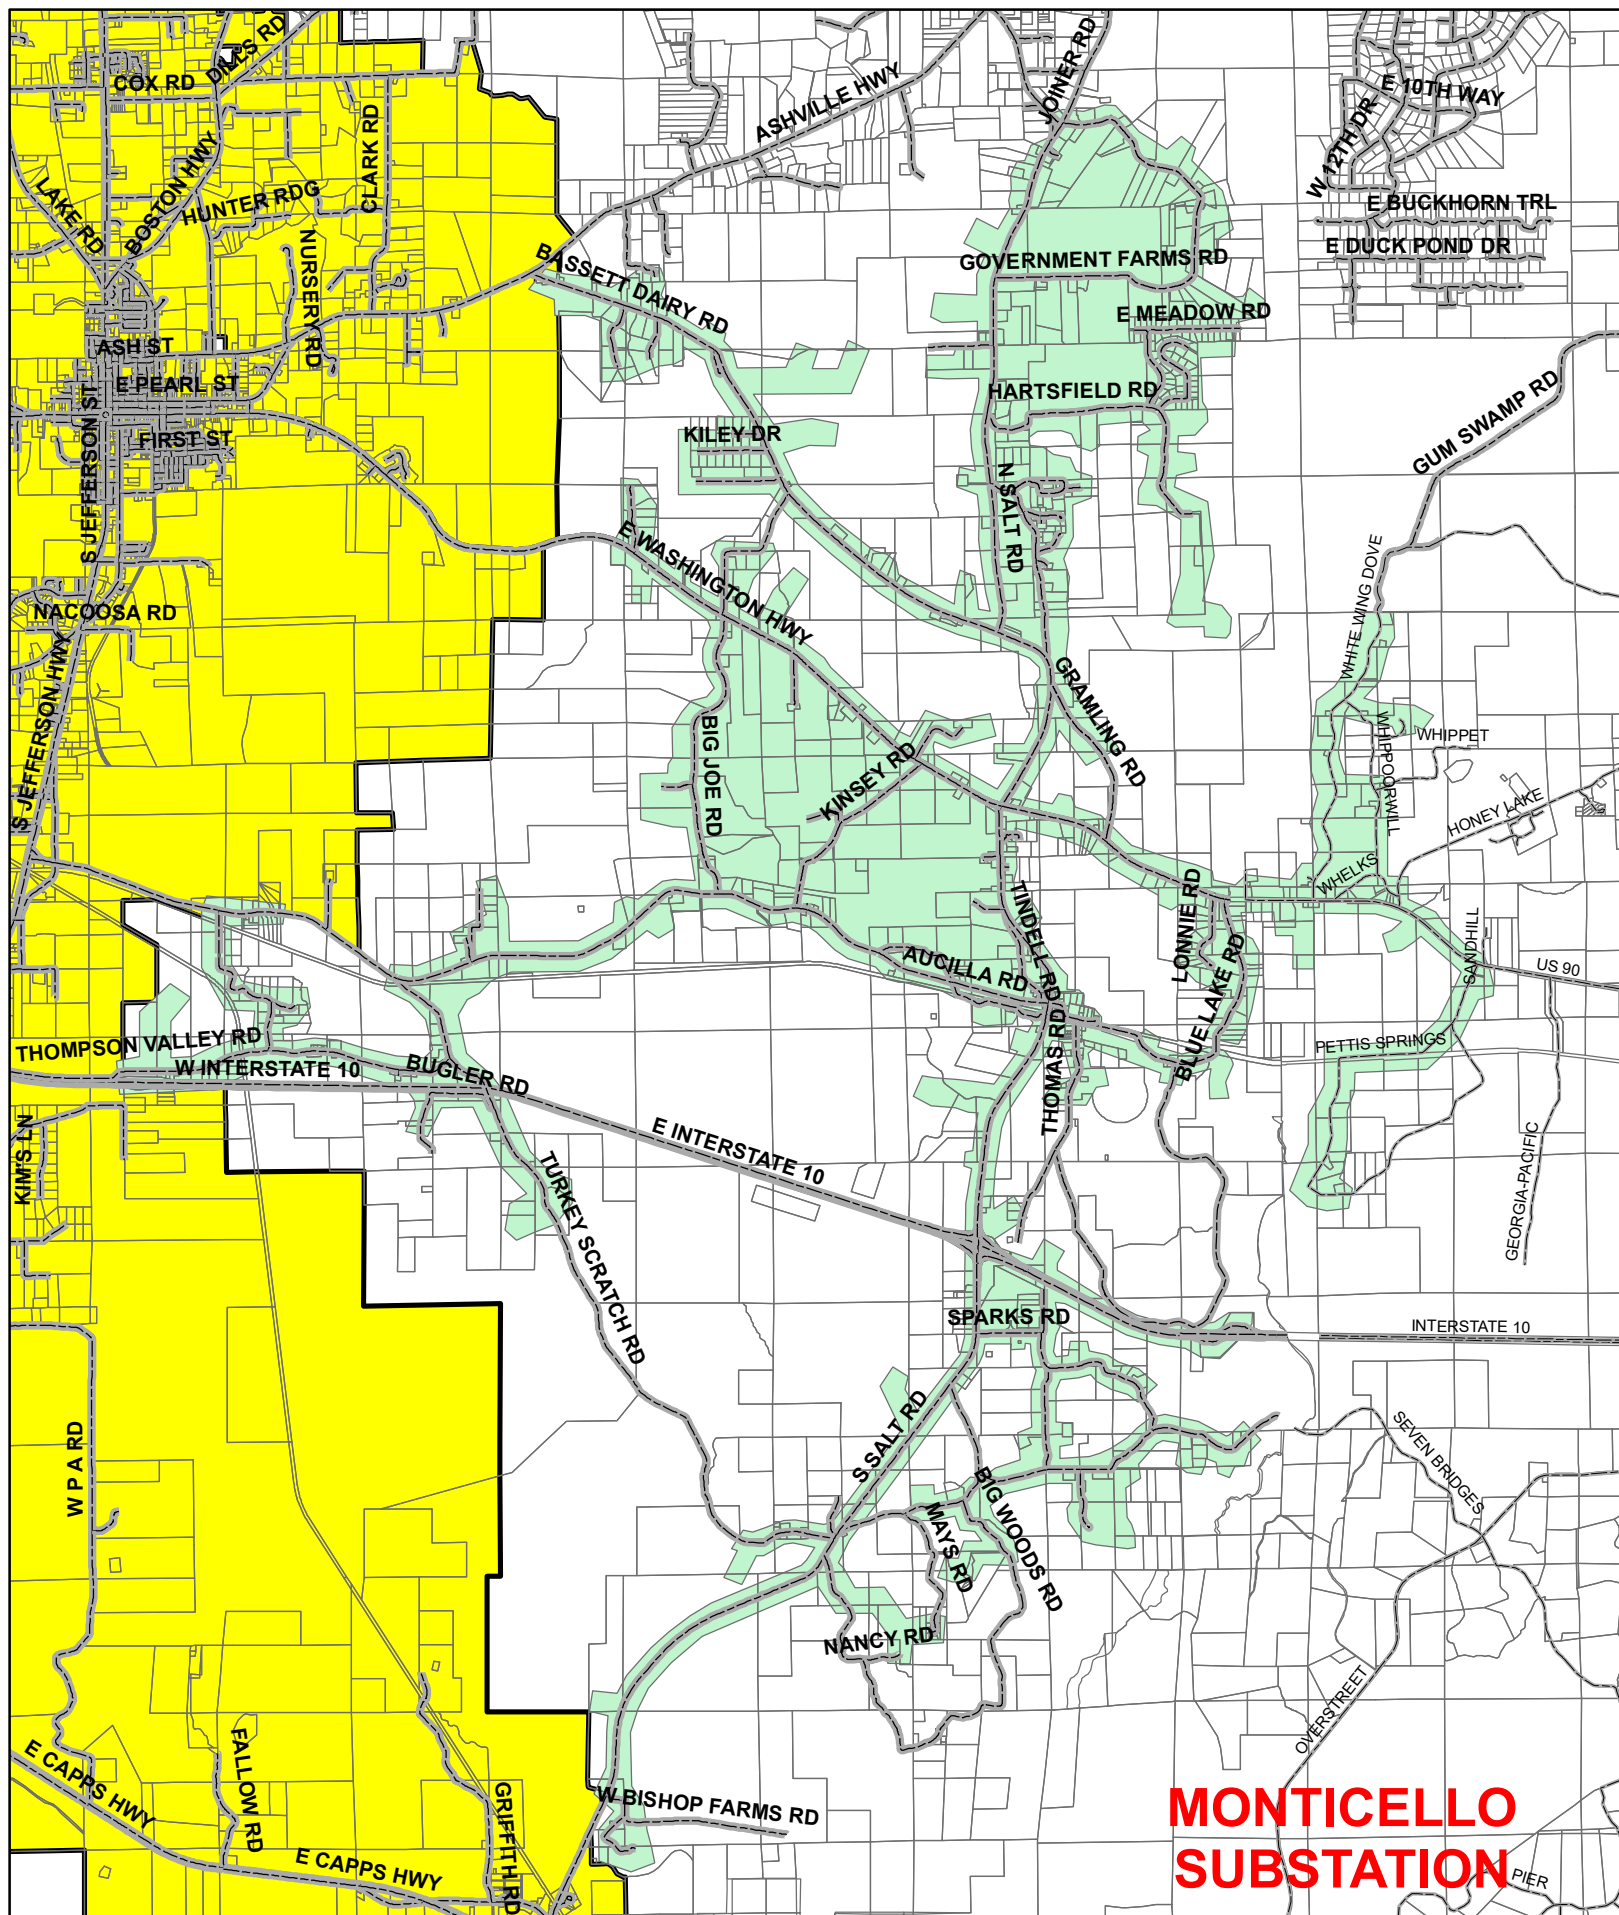 COX RD
DILLS RD
JOINER RD
ASHVILLE HWY
E 10TH WAY
W 12TH DR
CLARK RD
LAKE RD
BOSTON HWY
HUNTER RDG
E BUCKHORN TRL
E DUCK POND DR
NURSERY RD
BASSETT DAIRY RD
GOVERNMENT FARMS RD
E MEADOW RD
ASH ST
E PEARL ST
HARTSFIELD RD
S JEFFERSON ST
FIRST ST
KILEY DR
GUM SWAMP RD
N SALT RD
E WASHINGTON HWY
NACOOSA RD
WHITE WING DOVE
S JEFFERSON HWY
GRAMLING RD
BIG JOE RD
KINSEY RD
WHIPPOORWILL
WHIPPET
HONEY LAKE
WHELKS
TINDELL RD
LONNIE RD
AUCILLA RD
BLUE LAKE RD
SANDHILL
US 90
THOMPSON VALLEY RD
W INTERSTATE 10
BUGLER RD
THOMAS RD
PETTIS SPRINGS
KIM'S LN
E INTERSTATE 10
TURKEY SCRATCH RD
GEORGIA-PACIFIC
SPARKS RD
INTERSTATE 10
W P A RD
S SALT RD
SEVEN BRIDGES
BIG WOODS RD
MAYS RD
NANCY RD
OVERSTREET
E CAPPS HWY
FALLOW RD
GRIFFITH RD
W BISHOP FARMS RD
E CAPPS HWY
MONTICELLO
SUBSTATION
PIER